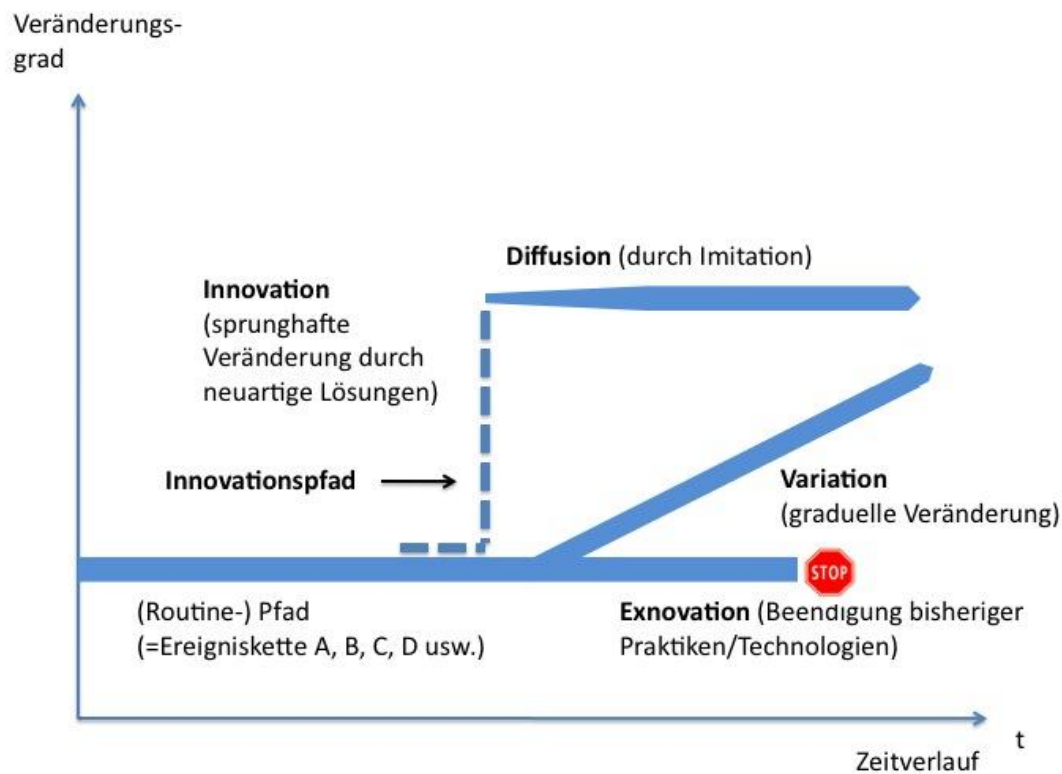 Veränderungs-
grad
Diffusion (durch Imitation)
Innovation
(sprunghafte
Veränderung durch
neuartige Lösungen)
Innovationspfad
Variation
(graduelle Veränderung)
STOP
(Routine-) Pfad
(=Ereigniskette A, B, C, D usw.)
Exnovation (Beendigung bisheriger
Praktiken/Technologien)
t
Zeitverlauf